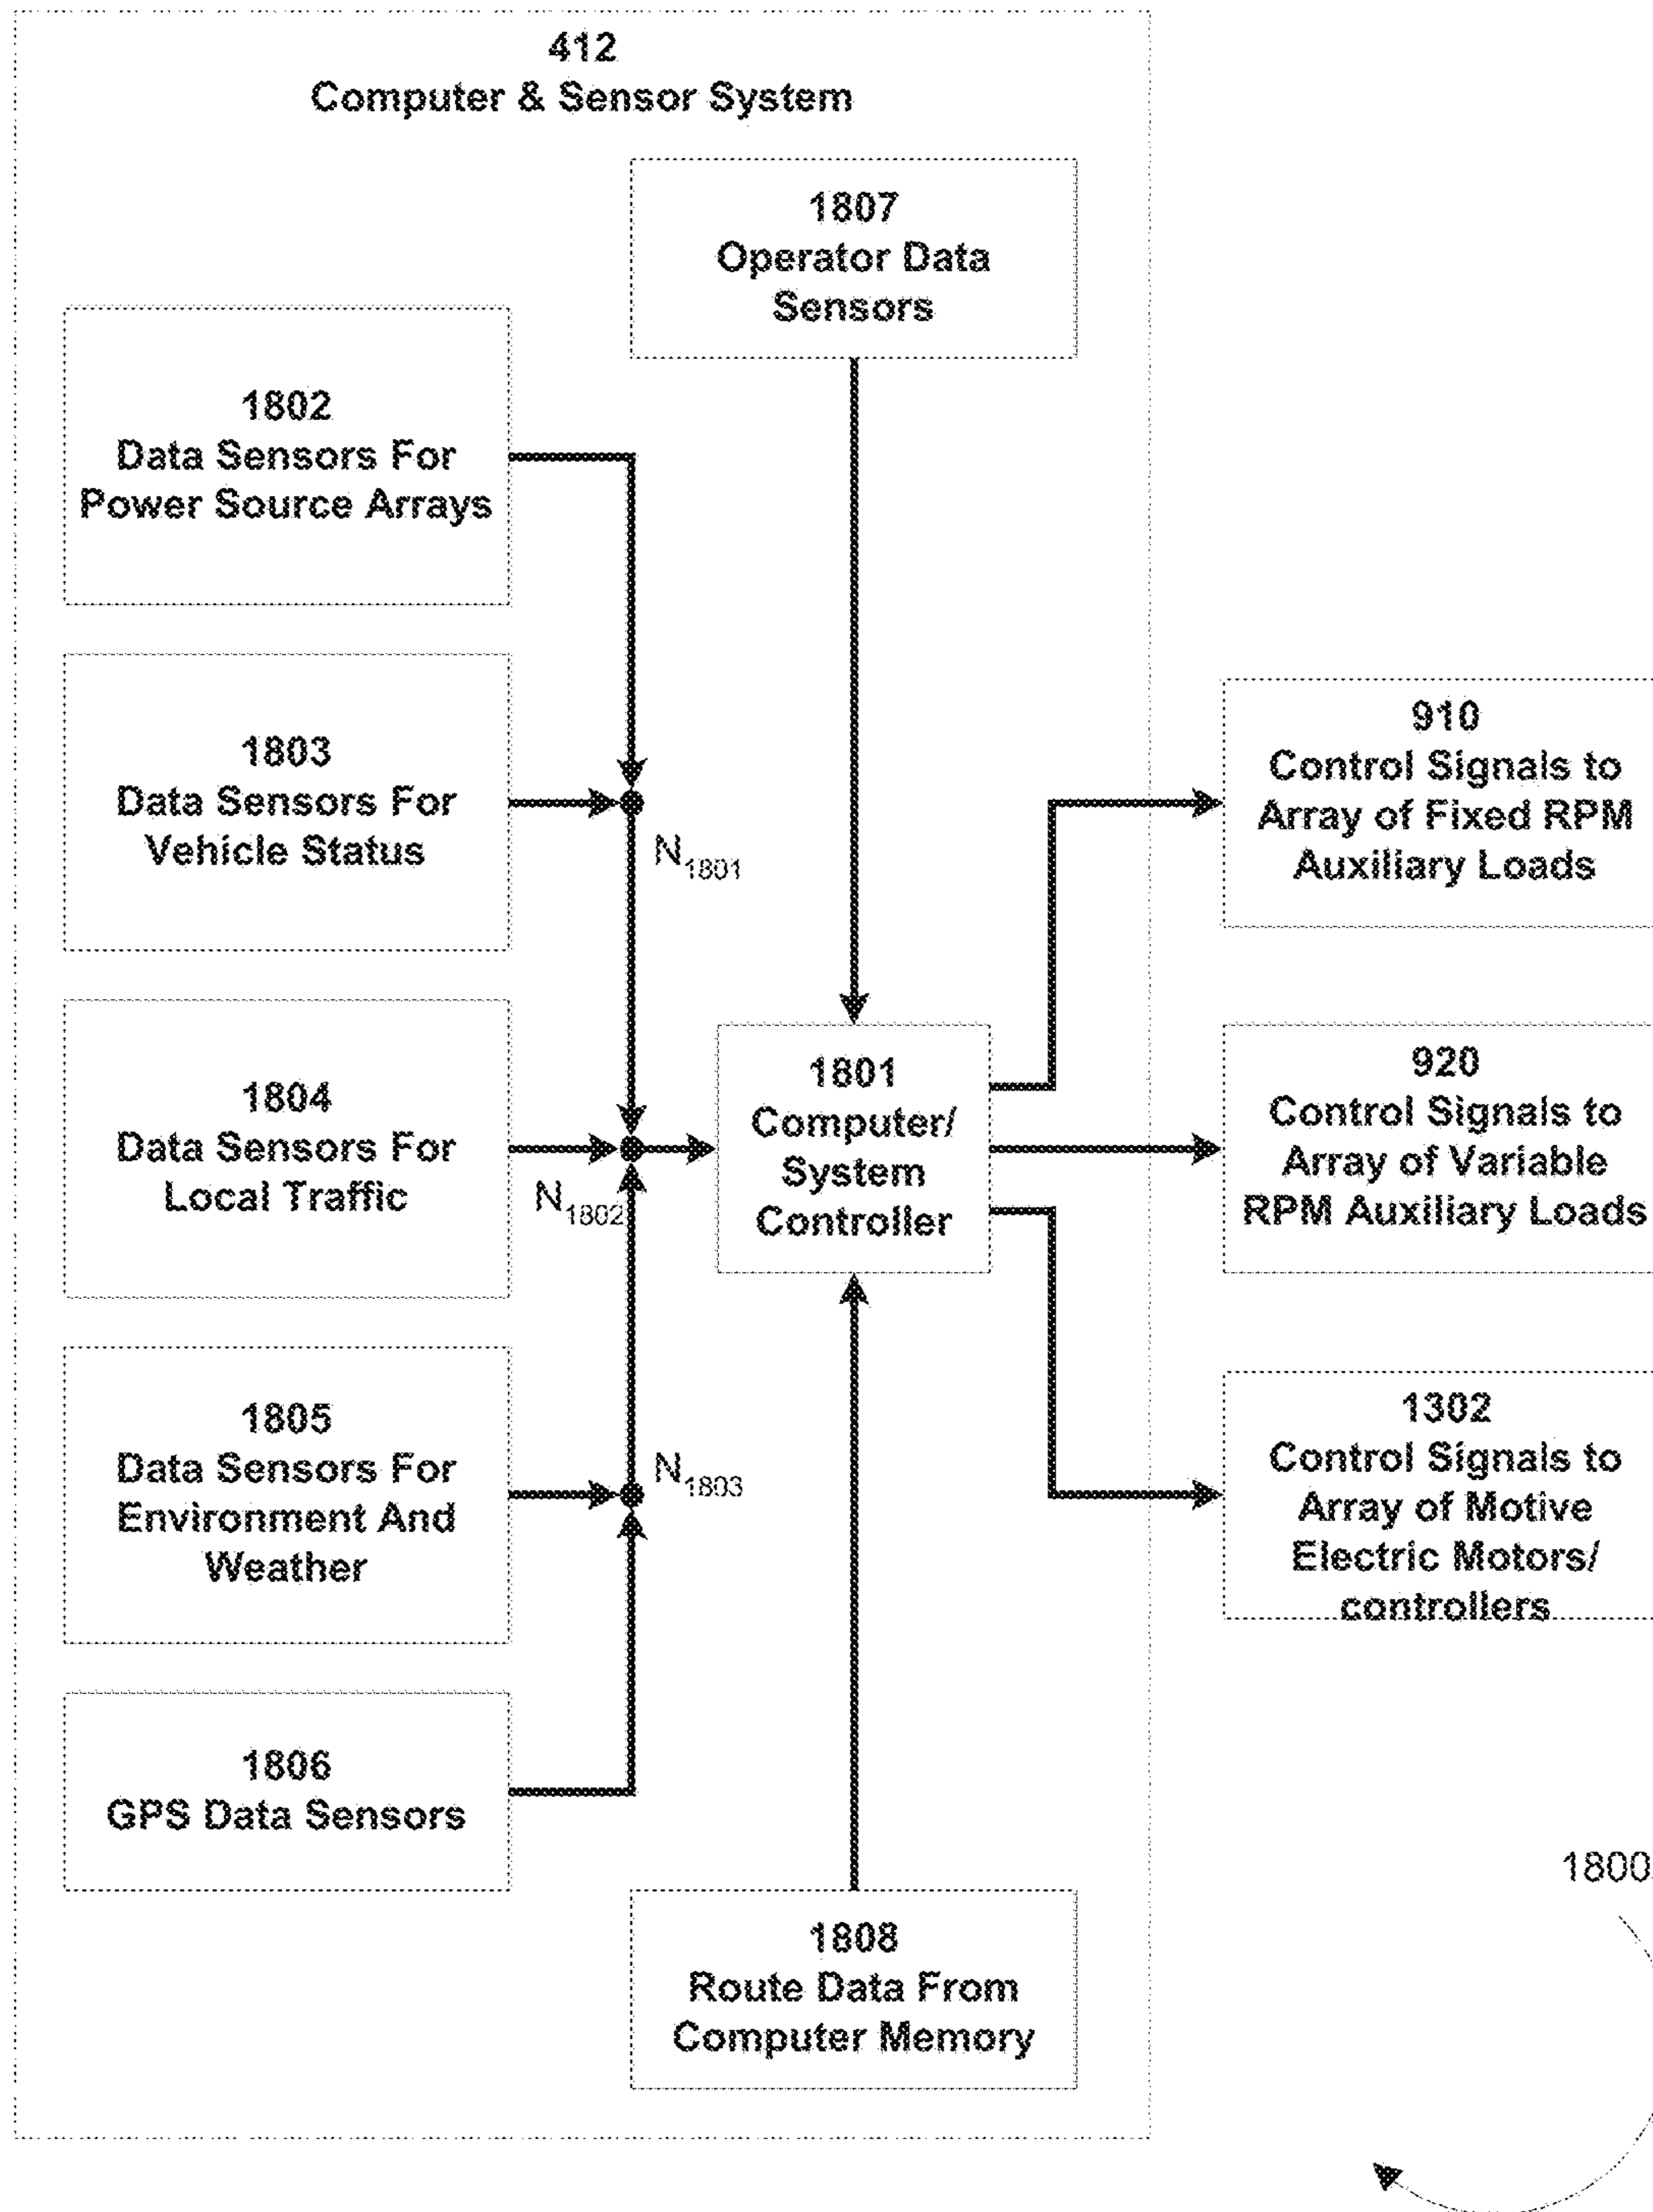 412
Computer & Sensor System
1807
Operator Data
Sensors
1802
Data Sensors For
Power Source Arrays
1803
Data Sensors For
Vehicle Status
N1801
910
Control Signals to
Array of Fixed RPM
Auxiliary Loads
1804
Data Sensors For
Local Traffic
N1802
1801
Computer/
System
Controller
920
Control Signals to
Array of Variable
RPM Auxiliary Loads
1805
Data Sensors For
Environment And
Weather
N1803
1302
Control Signals to
Array of Motive
Electric Motors/
controllers
1806
GPS Data Sensors
1800
1808
Route Data From
Computer Memory